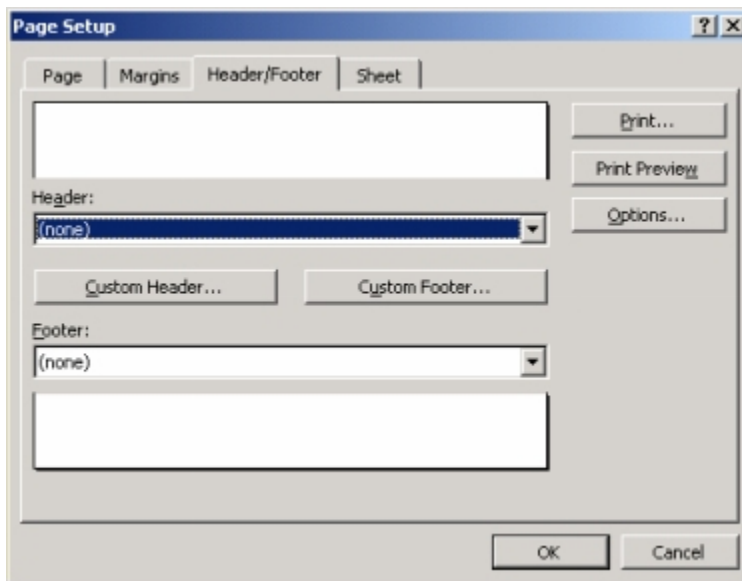 Page Setup
Page Margins Header/Footer Sheet
Print...
Print Preview
Header:
(none)
Options...
Custom Header... Custom Footer...
Footer:
(none)
OK Cancel